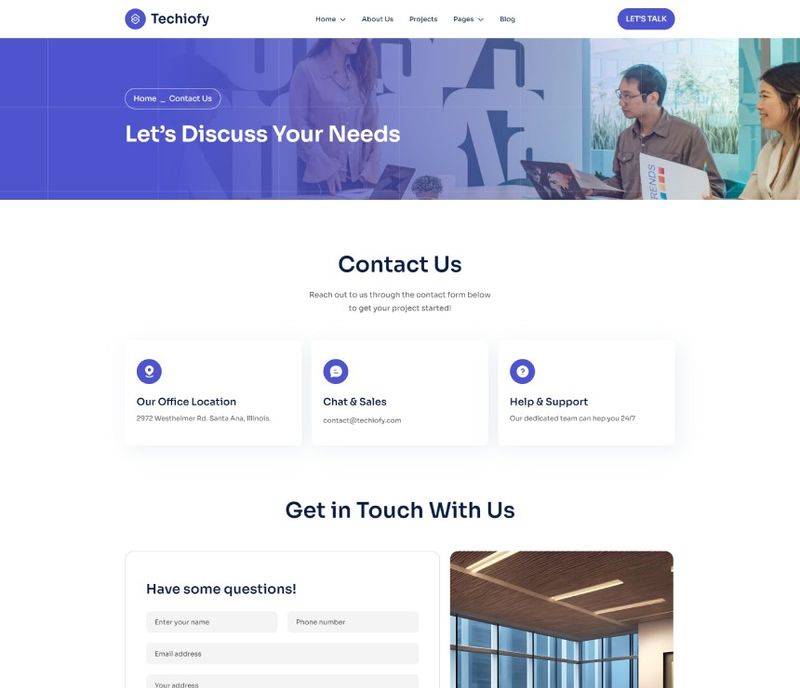 Techiofy
Home
About Us
Projects
Pages
Blog
LET'S TALK
Home _ Contact Us
Let's Discuss Your Needs
RENDS
Contact Us
Reach out to us through the contact form below
to get your project started!
Our Office Location
2972 Westheimer Rd. Santa Ana, Illinois.
Chat & Sales
contact@techiofy.com
Help & Support
Our dedicated team can hep you 24/7
Get in Touch With Us
Have some questions!
Enter your name
Phone number
Email address
Your address